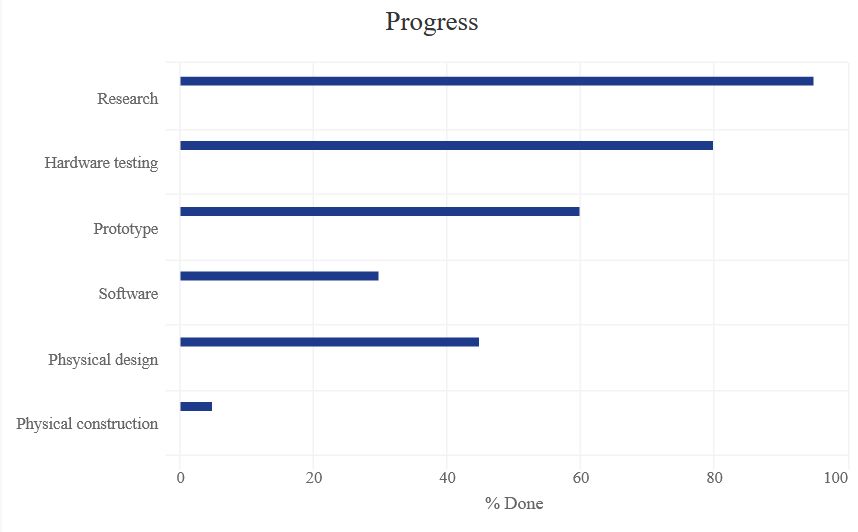 Progress
Research
Hardware testing
Prototype
Software
Phsysical design
Physical construction
0 20 40 60 80 100
% Done